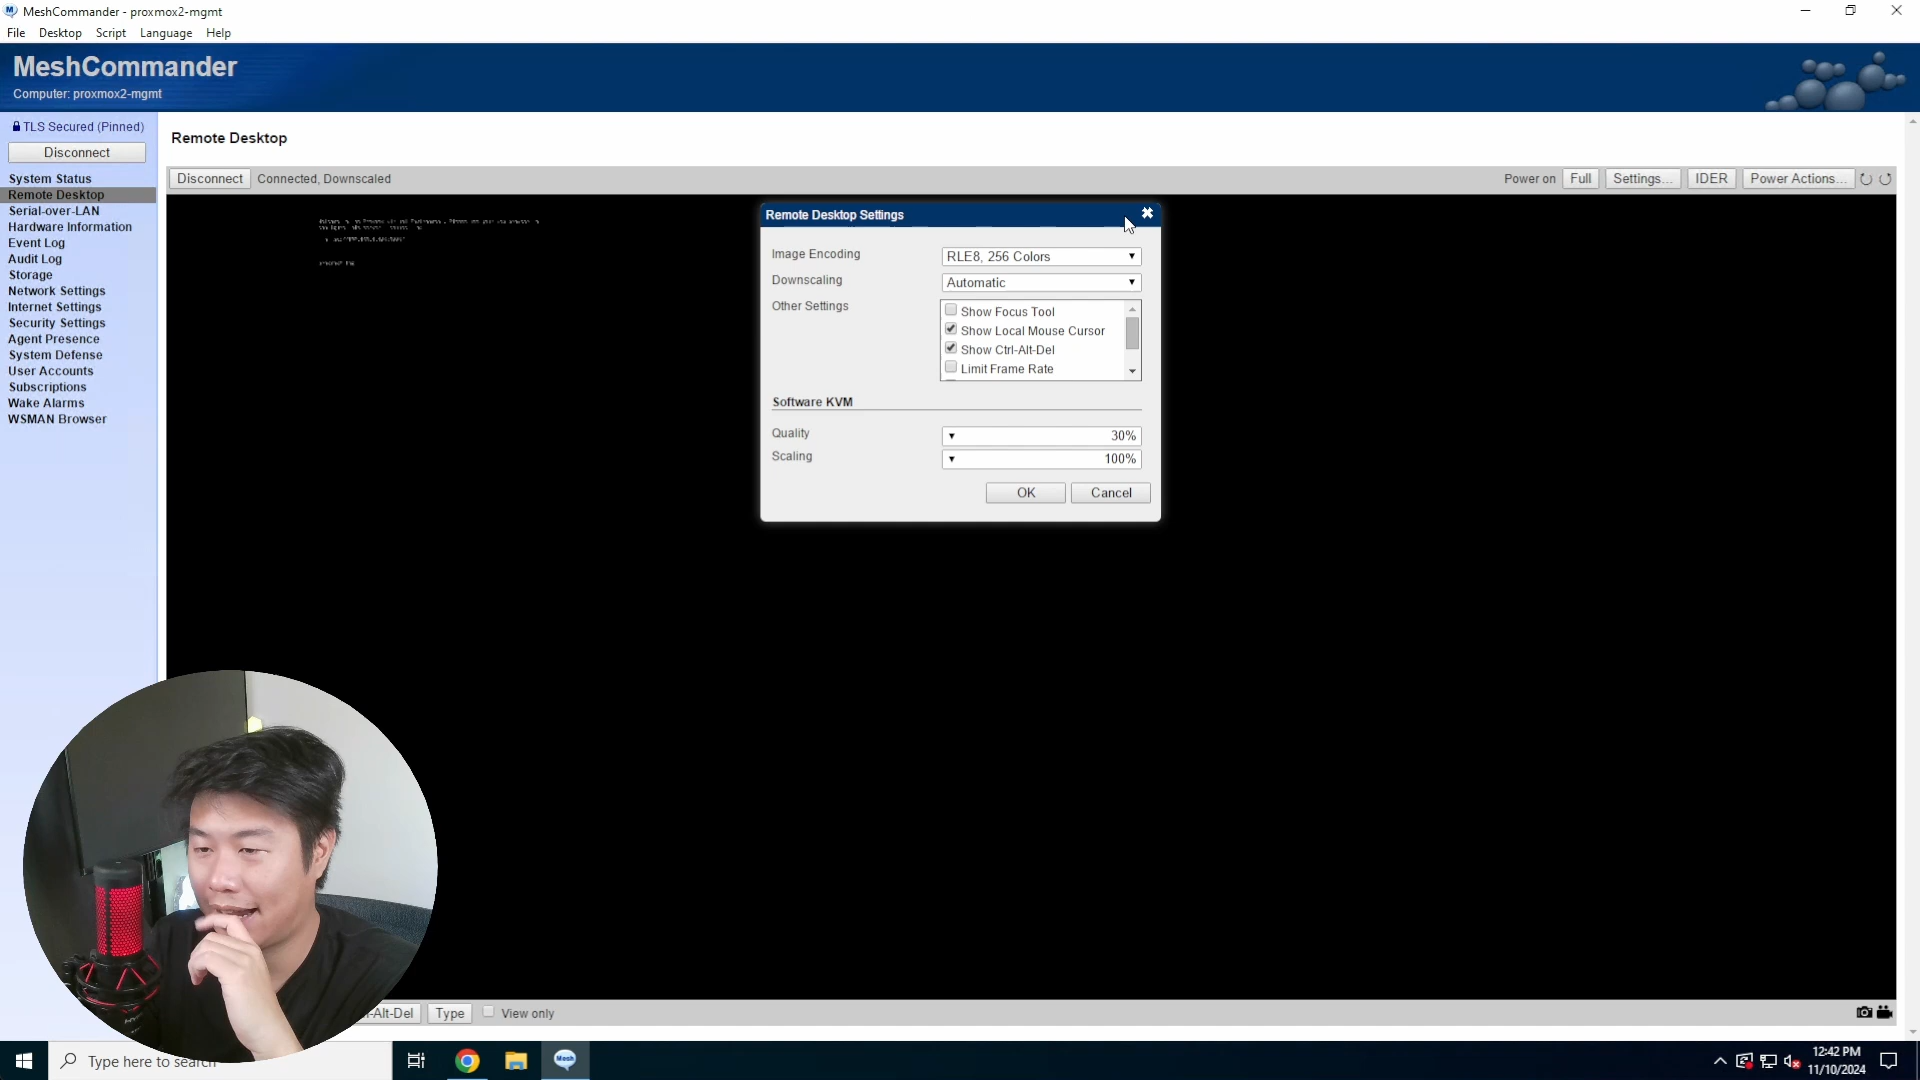 MeshCommander - proxmox2-mgmt
File Desktop Script Language Help
MeshCommander
Computer: proxmox2-mgmt
TLS Secured (Pinned)
Disconnect
System Status
Remote Desktop
Serial-over-LAN
Hardware Information
Event Log
Audit Log
Storage
Network Settings
Internet Settings
Security Settings
Agent Presence
System Defense
User Accounts
Subscriptions
Wake Alarms
WSMAN Browser
Remote Desktop
Disconnect Connected, Downscaled Power on Full Settings... IDER Power Actions...
Remote Desktop Settings
Image Encoding RLE8, 256 Colors
Downscaling Automatic
Other Settings Show Focus Tool
Show Local Mouse Cursor
Show Ctrl-Alt-Del
Limit Frame Rate
Software KVM
Quality 30%
Scaling 100%
OK Cancel
-Alt-Del Type View only
Type here to search
Mesh
12:42 PM
11/10/2024